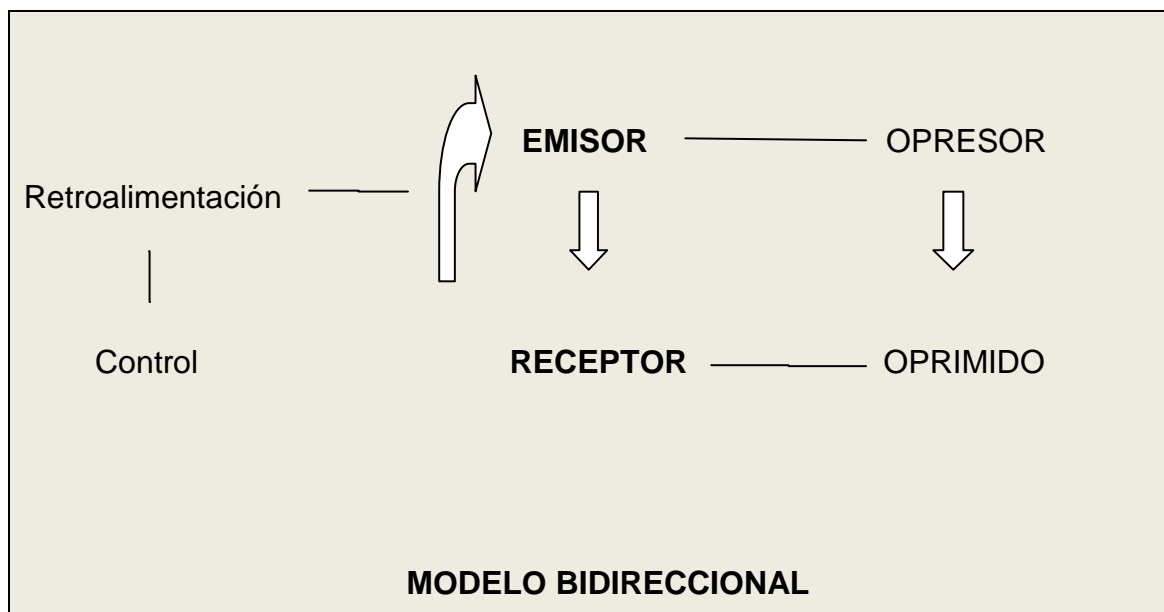 EMISOR OPRESOR
Retroalimentación
Control RECEPTOR OPRIMIDO
MODELO BIDIRECCIONAL